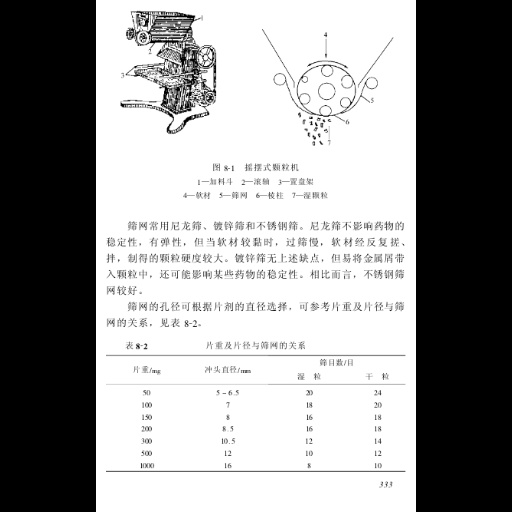 1
2
3
4
5
6
7
图 8-1 摇摆式颗粒机
1—加料斗 2—滚轴 3—置盘架
4—软材 5—筛网 6—棱柱 7—湿颗粒
筛网常用尼龙筛、镀锌筛和不锈钢筛。尼龙筛不影响药物的
稳定性，有弹性，但当软材较黏时，过筛慢，软材经反复搓、
拌，制得的颗粒硬度较大。镀锌筛无上述缺点，但易将金属屑带
入颗粒中，还可能影响某些药物的稳定性。相比而言，不锈钢筛
网较好。
筛网的孔径可根据片剂的直径选择，可参考片重及片径与筛
网的关系，见表 8-2。
表 8-2 片重及片径与筛网的关系
片重/mg 冲头直径/mm 筛目数/目
湿 粒 干 粒
50 5～6.5 20 24
100 7 18 20
150 8 16 18
200 8.5 16 18
300 10.5 12 14
500 12 10 12
1000 16 8 10
333